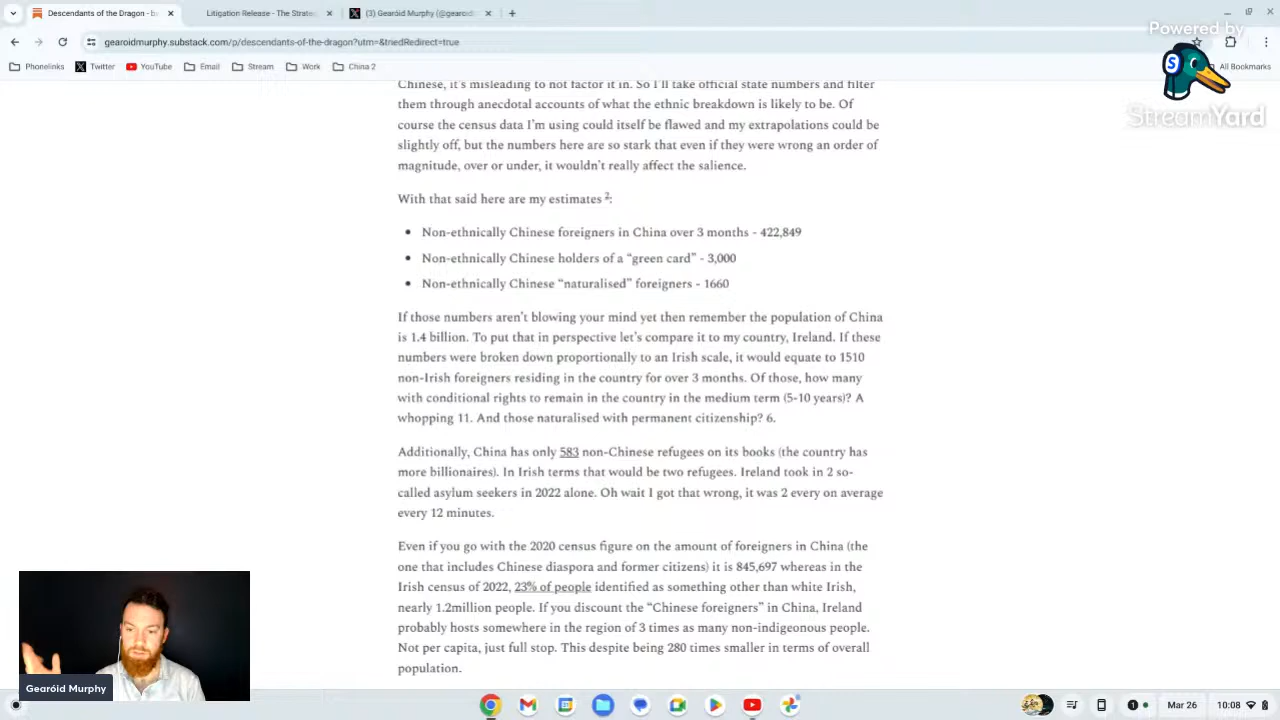 Descendants of the Dragon - b
Litigation Release - The Strate
(3) Gearóid Murphy (@gearoid
gearoidmurphy.substack.com/p/descendants-of-the-dragon?utm=&triedRedirect=true
Phonelinks
Twitter
YouTube
Email
Stream
Work
China 2
All Bookmarks
Powered by
StreamYard
Chinese, it's misleading to not factor it in. So I'll take official state numbers and filter
them through anecdotal accounts of what the ethnic breakdown is likely to be. Of
course the census data I'm using could itself be flawed and my extrapolations could be
slightly off, but the numbers here are so stark that even if they were wrong an order of
magnitude, over or under, it wouldn't really affect the salience.
With that said here are my estimates 2:
Non-ethnically Chinese foreigners in China over 3 months - 422,849
Non-ethnically Chinese holders of a “green card” - 3,000
Non-ethnically Chinese “naturalised” foreigners - 1660
If those numbers aren't blowing your mind yet then remember the population of China
is 1.4 billion. To put that in perspective let's compare it to my country, Ireland. If these
numbers were broken down proportionally to an Irish scale, it would equate to 1510
non-Irish foreigners residing in the country for over 3 months. Of those, how many
with conditional rights to remain in the country in the medium term (5-10 years)? A
whopping 11. And those naturalised with permanent citizenship? 6.
Additionally, China has only 583 non-Chinese refugees on its books (the country has
more billionaires). In Irish terms that would be two refugees. Ireland took in 2 so-
called asylum seekers in 2022 alone. Oh wait I got that wrong, it was 2 every on average
every 12 minutes.
Even if you go with the 2020 census figure on the amount of foreigners in China (the
one that includes Chinese diaspora and former citizens) it is 845,697 whereas in the
Irish census of 2022, 23% of people identified as something other than white Irish,
nearly 1.2million people. If you discount the “Chinese foreigners” in China, Ireland
probably hosts somewhere in the region of 3 times as many non-indigeonous people.
Not per capita, just full stop. This despite being 280 times smaller in terms of overall
population.
Gearóid Murphy
Mar 26
10:08